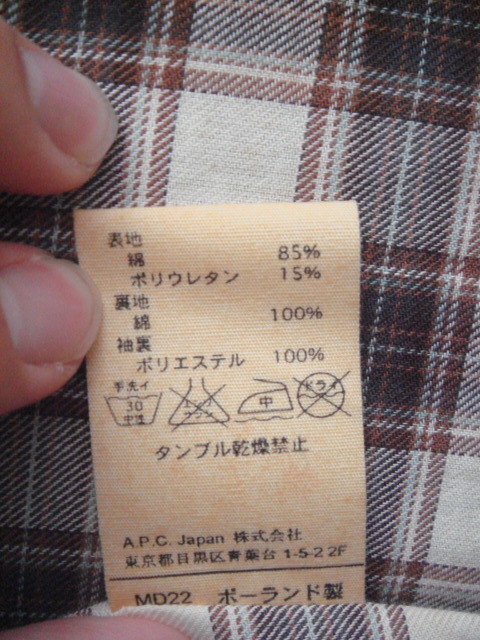 表地
綿 85%
ポリウレタン 15%
裏地
綿 100%
袖裏
ポリエステル 100%
手洗イ
30
中性
中
ドライ
タンブル乾燥禁止
A.P.C. Japan 株式会社
東京都目黒区青葉台 1-5-2 2F
MD22 ポーランド製